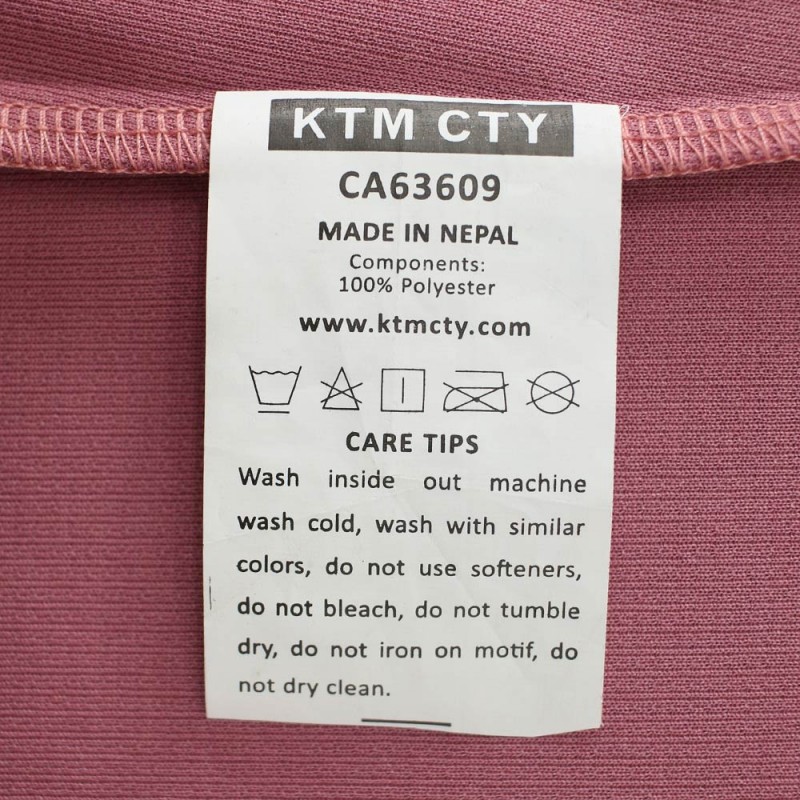 KTM CTY
CA63609
MADE IN NEPAL
Components:
100% Polyester
www.ktmcty.com
CARE TIPS
Wash inside out machine
wash cold, wash with similar
colors, do not use softeners,
do not bleach, do not tumble
dry, do not iron on motif, do
not dry clean.